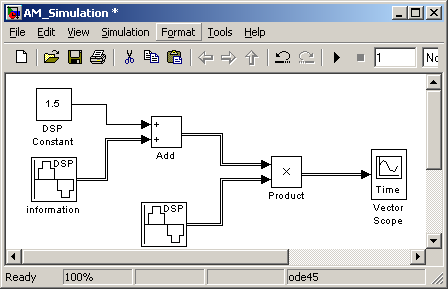 AM_Simulation *
File Edit View Simulation Format Tools Help
1
No
1.5
DSP
Constant
+
+
Add
DSP
information
×
Product
DSP
Time
Vector
Scope
Ready 100% ode45